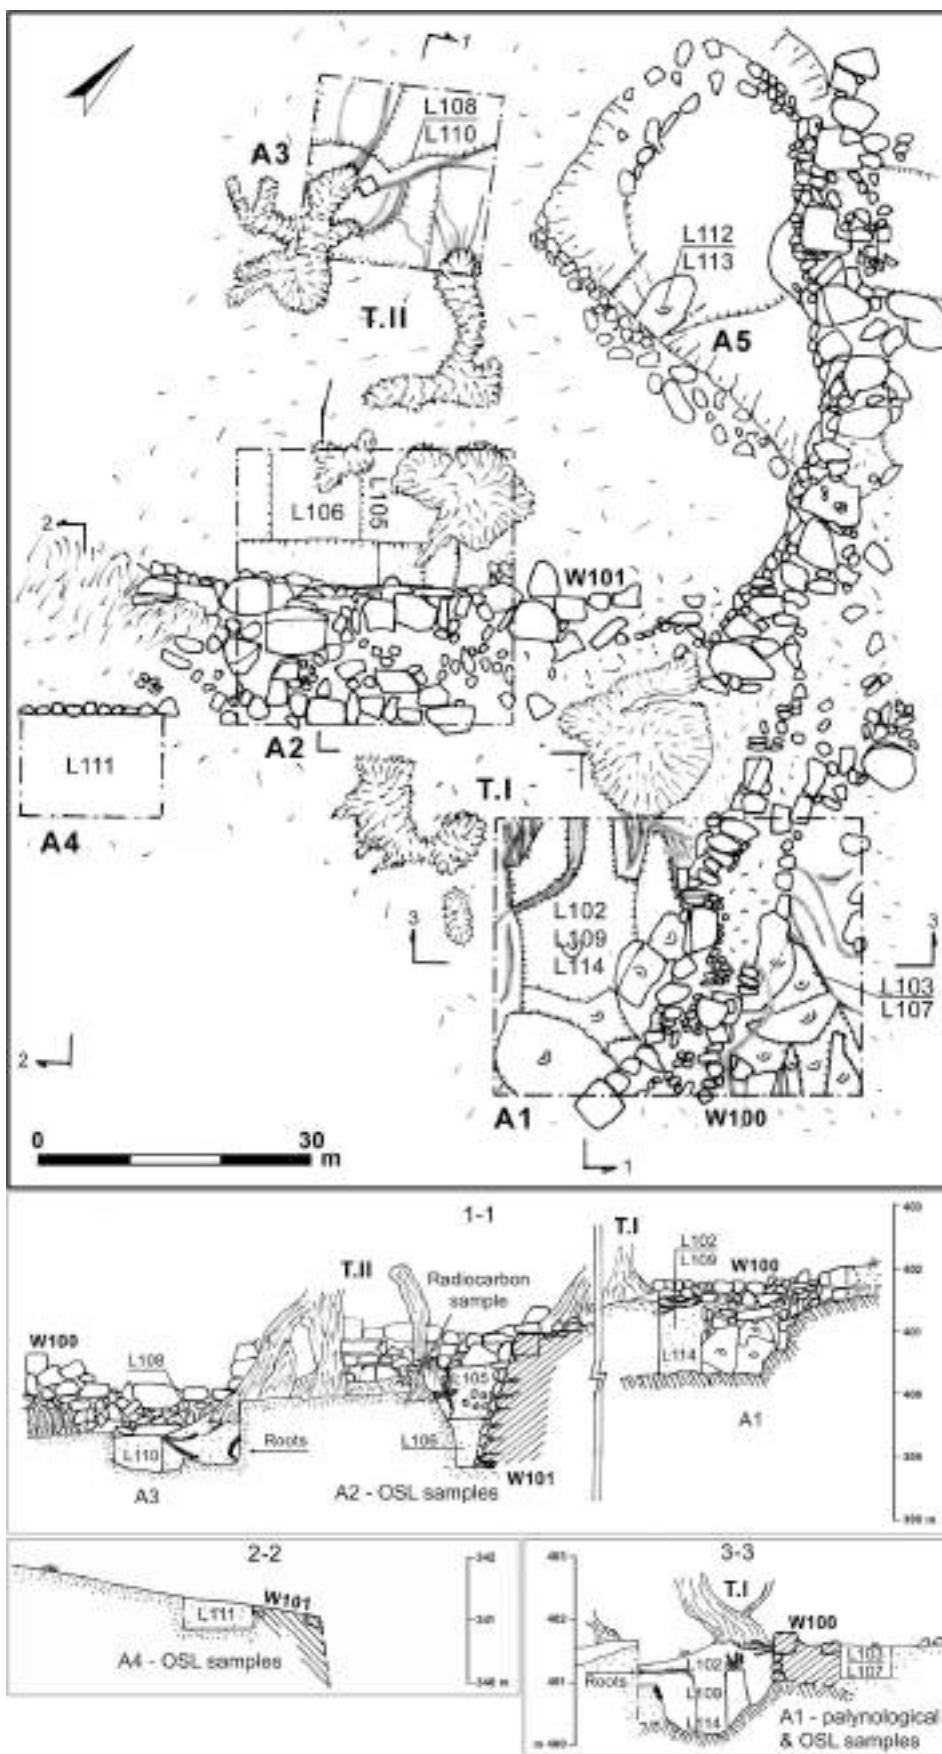 1
L108
L110
A3
L112
L113
T.II
A5
L105
L106
2
W101
A2
L111
T.I
A4
L102
L109
L114
3
3
L103
L107
2
A1
W100
0
30
m
1
1-1
T.I
L102
L109
W100
T.II
Radiocarbon
sample
W100
L108
L105
L114
A1
L106
L110
Roots
W101
A3
A2 - OSL samples
2-2
W101
L111
A4 - OSL samples
3-3
T.I
W100
L102
L103
L107
Roots
L109
L114
A1 - palynological
& OSL samples